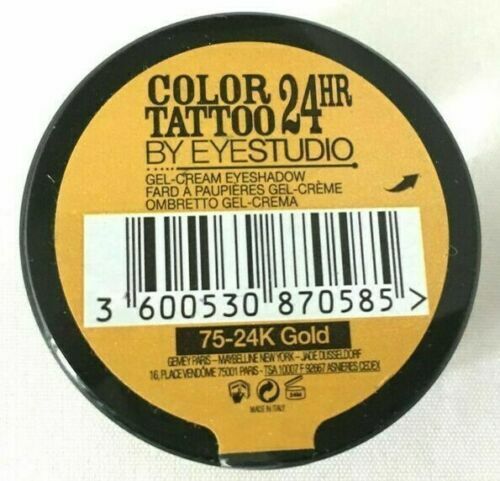 COLOR 24HR
TATTOO
BY EYESTUDIO
GEL-CREAM EYESHADOW
FARD À PAUPIÈRES GEL-CRÈME
OMBRETTO GEL-CREMA
3 600530 870585 >
75-24K Gold
GEMEY PARIS - MAYBELLINE NEW YORK - JADE DUSSELDORF
16, PLACE VENDÔME 75001 PARIS - TSA 10007 F 92667 ASNIERES CEDEX
MADE IN ITALY
24M